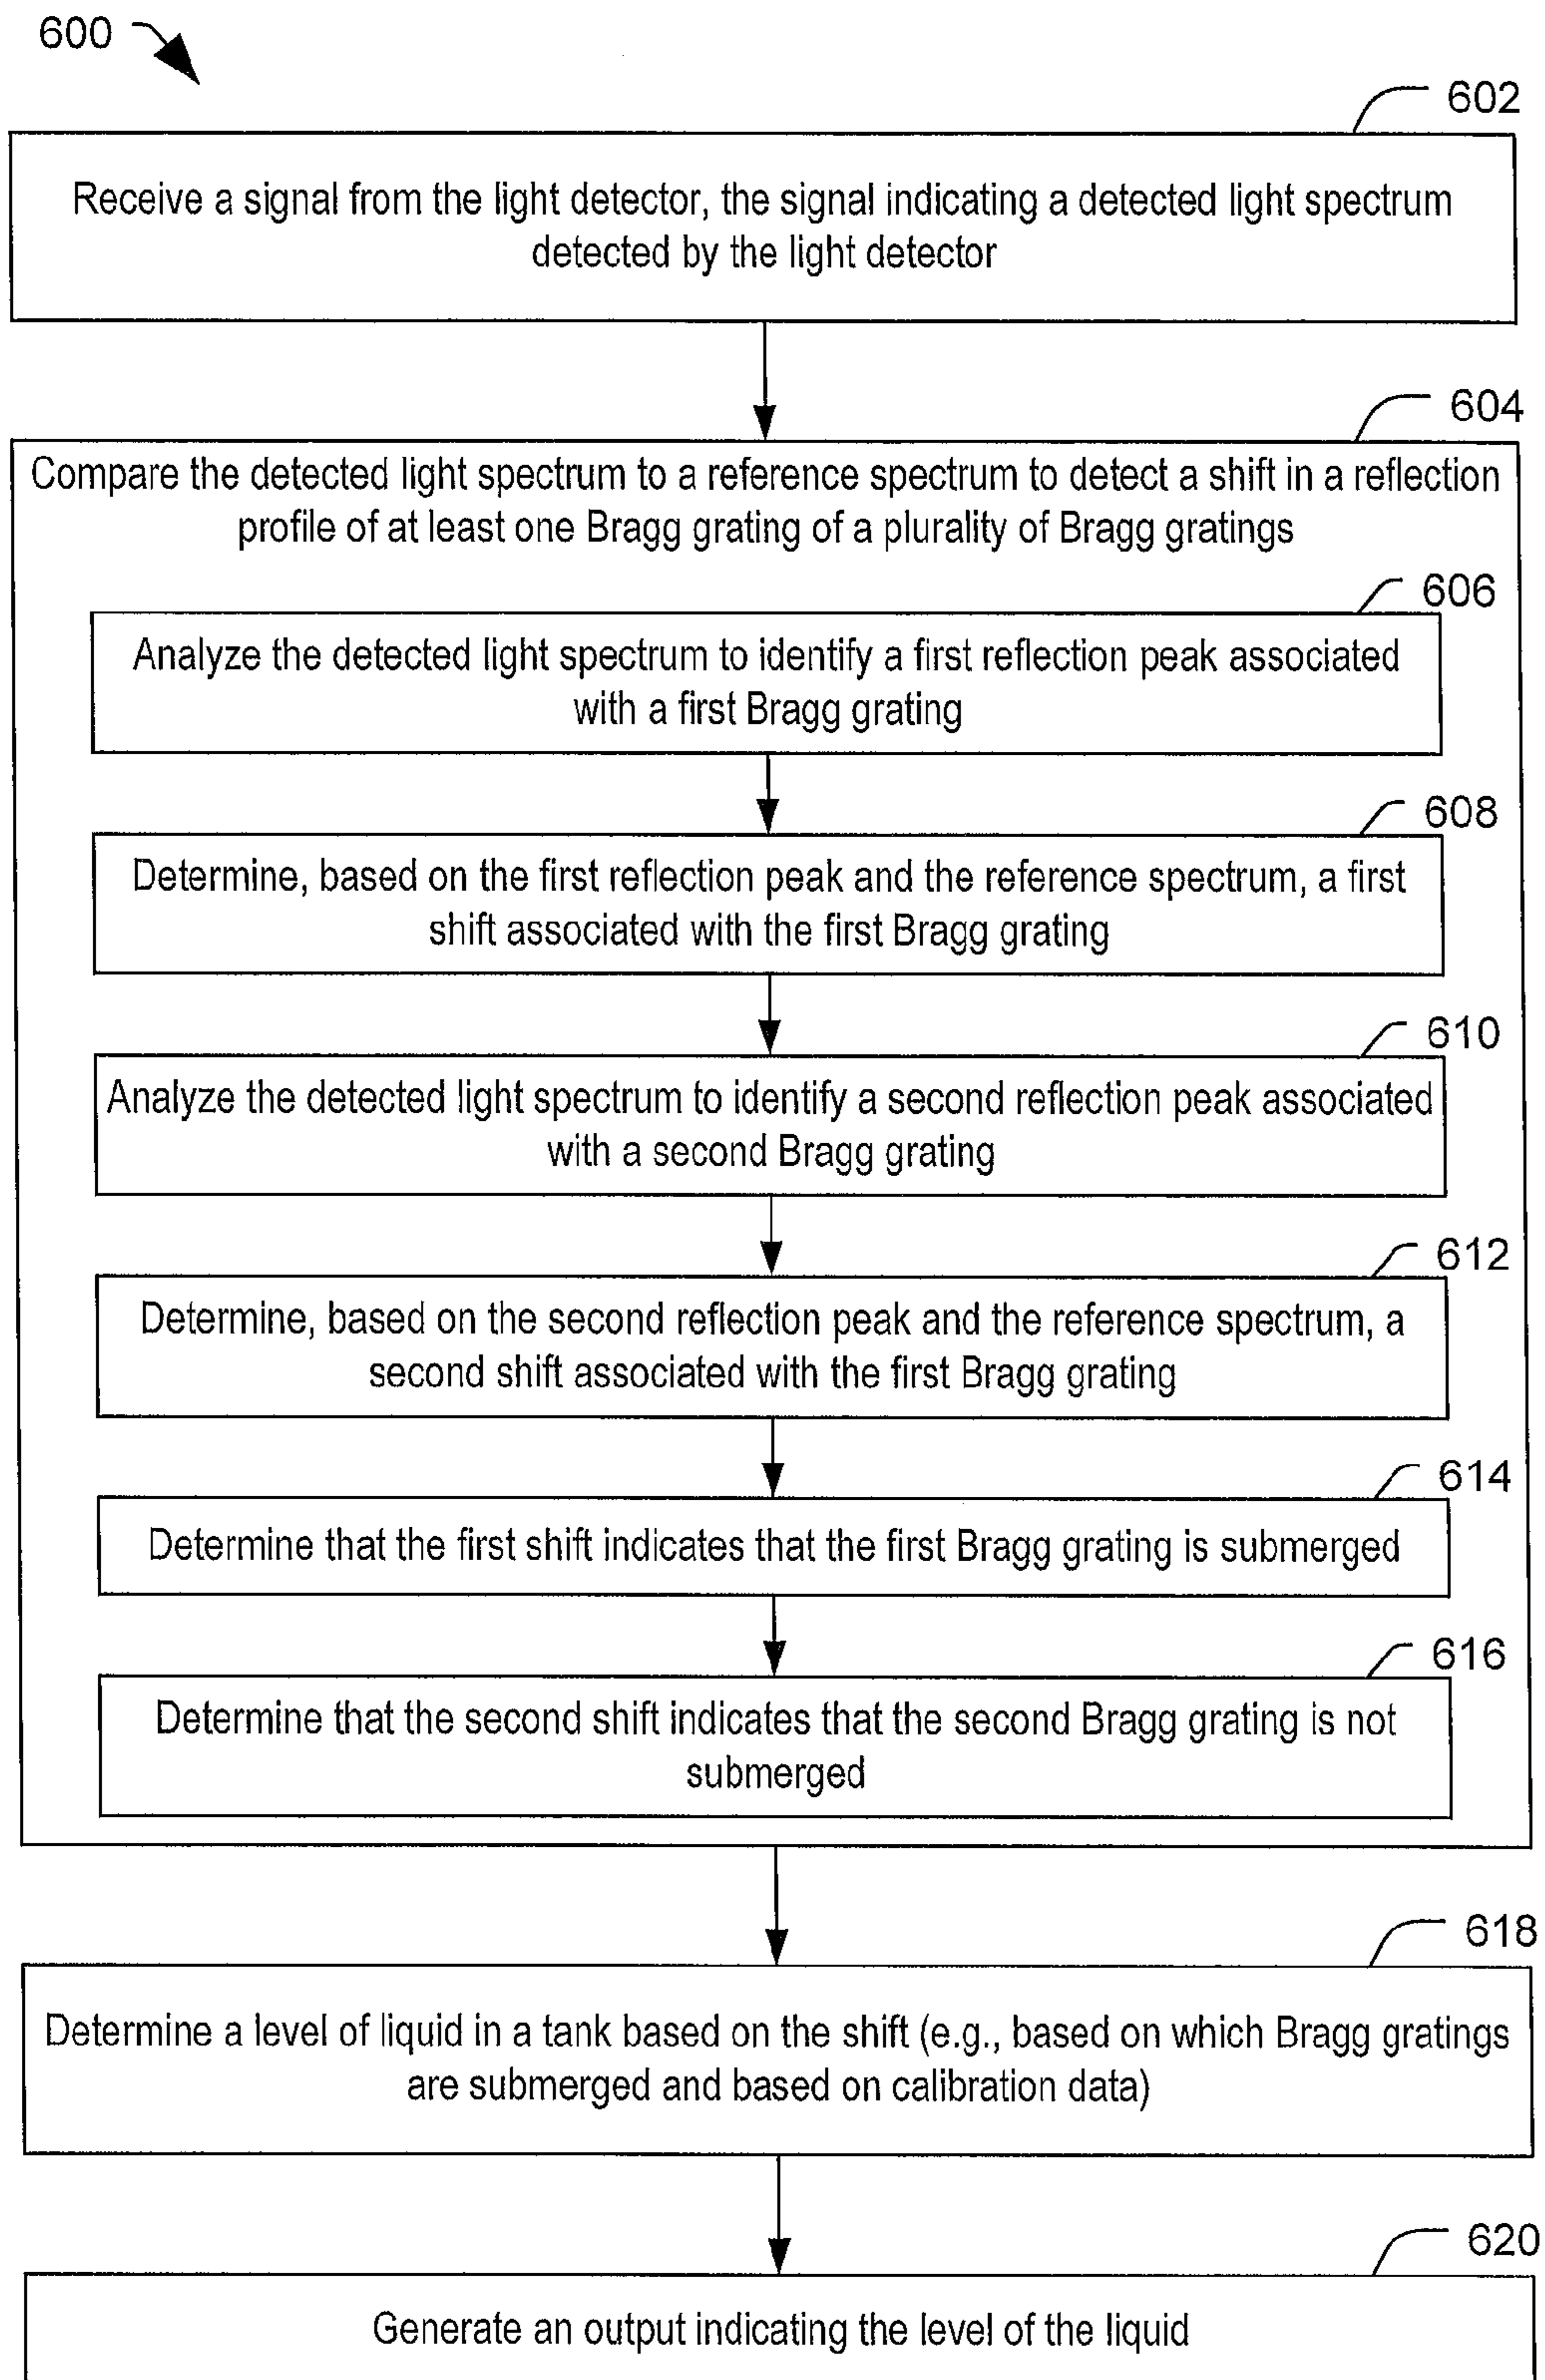 600
602
Receive a signal from the light detector, the signal indicating a detected light spectrum
detected by the light detector
604
Compare the detected light spectrum to a reference spectrum to detect a shift in a reflection
profile of at least one Bragg grating of a plurality of Bragg gratings
606
Analyze the detected light spectrum to identify a first reflection peak associated
with a first Bragg grating
608
Determine, based on the first reflection peak and the reference spectrum, a first
shift associated with the first Bragg grating
610
Analyze the detected light spectrum to identify a second reflection peak associated
with a second Bragg grating
612
Determine, based on the second reflection peak and the reference spectrum, a
second shift associated with the first Bragg grating
614
Determine that the first shift indicates that the first Bragg grating is submerged
616
Determine that the second shift indicates that the second Bragg grating is not
submerged
618
Determine a level of liquid in a tank based on the shift (e.g., based on which Bragg gratings
are submerged and based on calibration data)
620
Generate an output indicating the level of the liquid